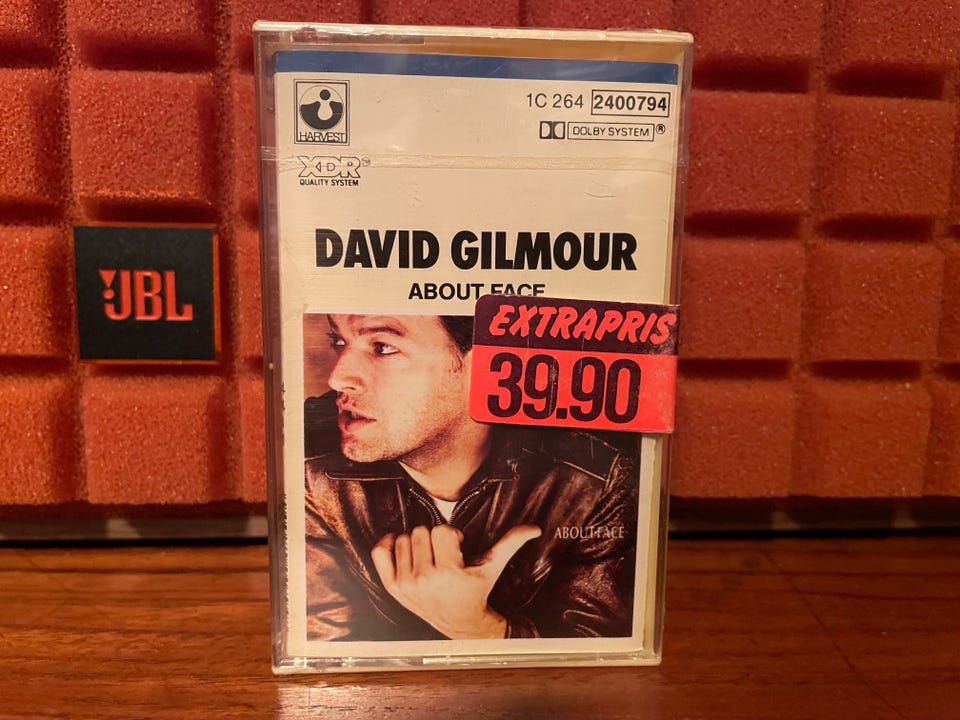 HARVEST
1C 264 2400794
DOLBY SYSTEM®
XDR®
QUALITY SYSTEM
DAVID GILMOUR
ABOUT FACE
EXTRAPRIS
39.90
JBL
ABOUT FACE